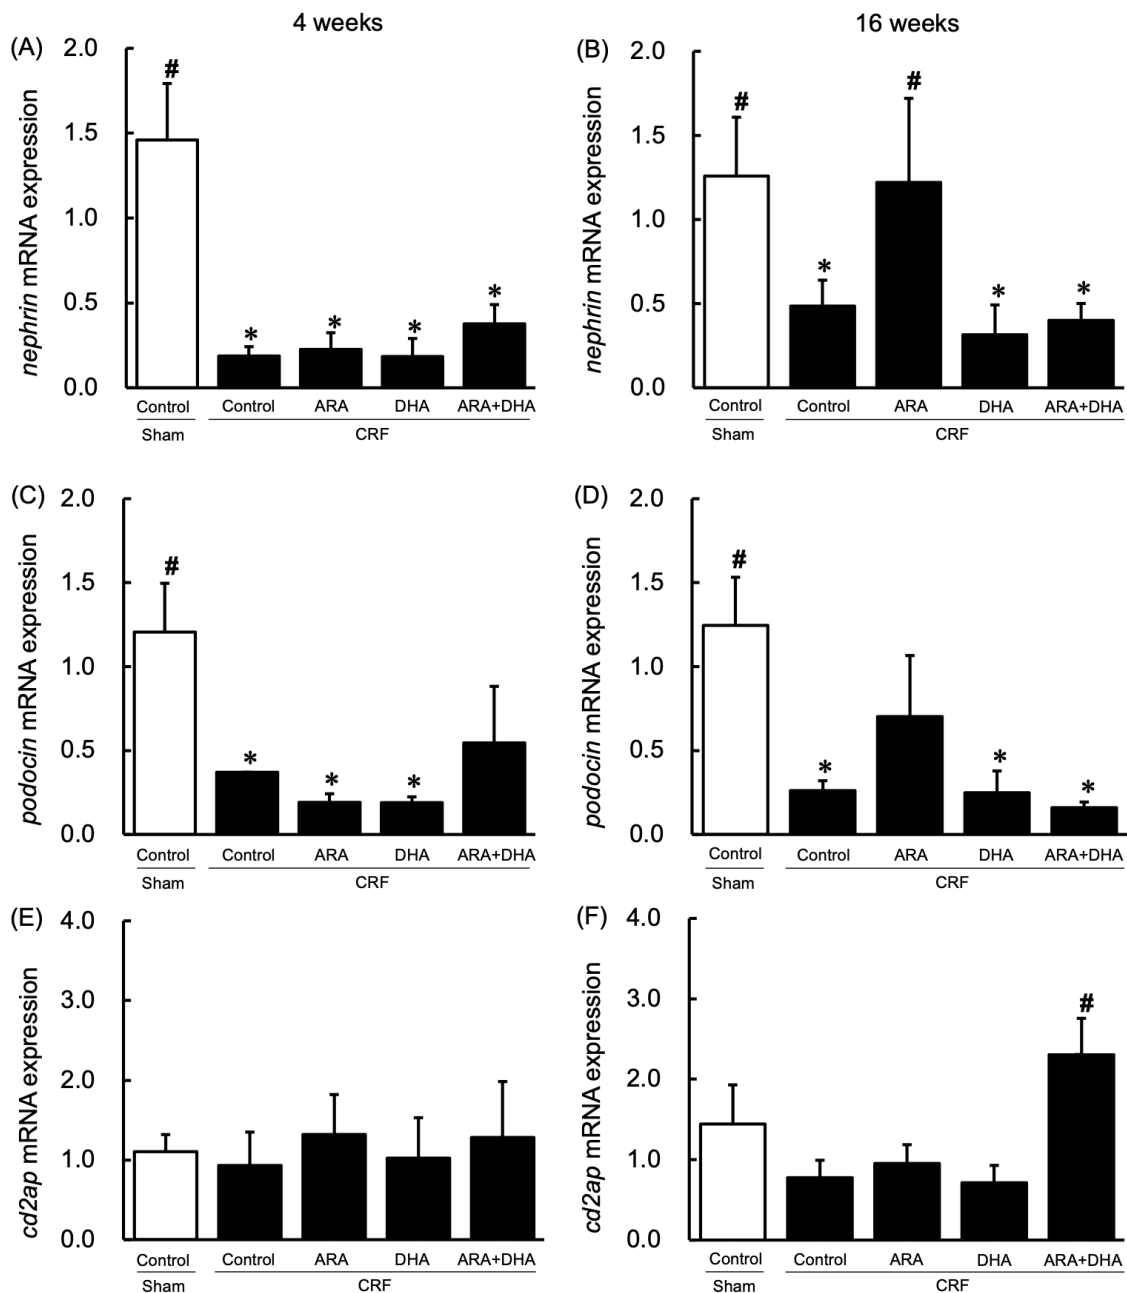 4 weeks
16 weeks
(A)
nephrin mRNA expression
2.0
1.5
1.0
0.5
0.0
#
*
*
*
*
Control Control ARA DHA ARA+DHA
Sham CRF
(B)
nephrin mRNA expression
2.0
1.5
1.0
0.5
0.0
#
*
#
*
*
Control Control ARA DHA ARA+DHA
Sham CRF
(C)
podocin mRNA expression
2.0
1.5
1.0
0.5
0.0
#
*
*
*
Control Control ARA DHA ARA+DHA
Sham CRF
(D)
podocin mRNA expression
2.0
1.5
1.0
0.5
0.0
#
*
*
*
Control Control ARA DHA ARA+DHA
Sham CRF
(E)
cd2ap mRNA expression
4.0
3.0
2.0
1.0
0.0
Control Control ARA DHA ARA+DHA
Sham CRF
(F)
cd2ap mRNA expression
4.0
3.0
2.0
1.0
0.0
#
Control Control ARA DHA ARA+DHA
Sham CRF